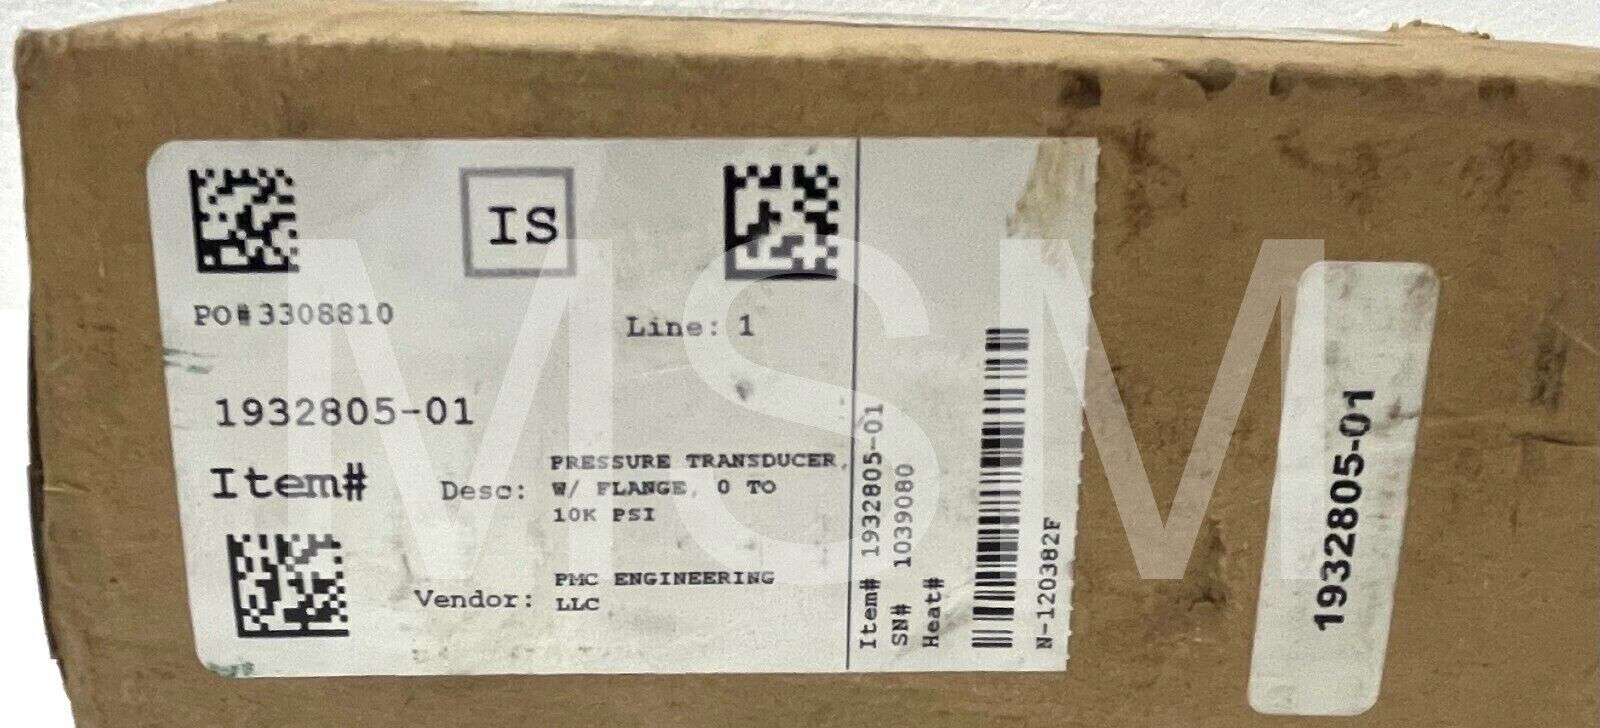 IS
PO#3308810
Line: 1
1932805-01
Item#
Desc: PRESSURE TRANSDUCER,
W/ FLANGE, 0 TO
10K PSI
Vendor: PMC ENGINEERING
LLC
Item# 1932805-01
SN# 1039080
Heat#
N-120382F
1932805-01
MSM